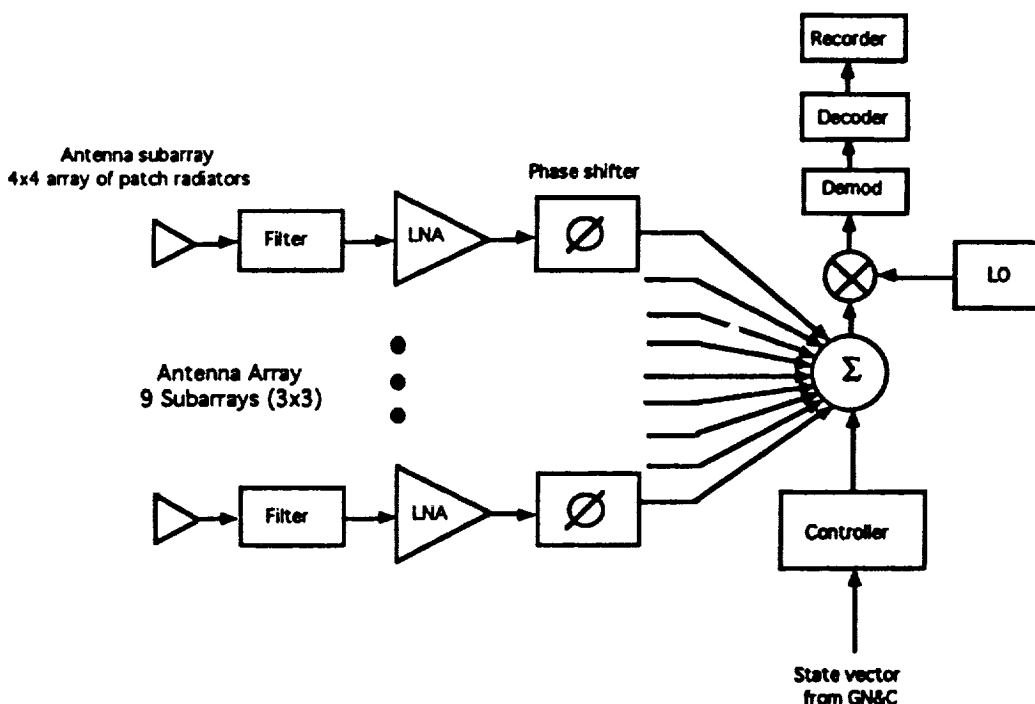 Recorder
Decoder
Demod
LO
Antenna subarray
4x4 array of patch radiators
Phase shifter
Filter
LNA
Ø
Σ
Antenna Array
9 Subarrays (3x3)
Filter
LNA
Ø
Controller
State vector
from GN&C